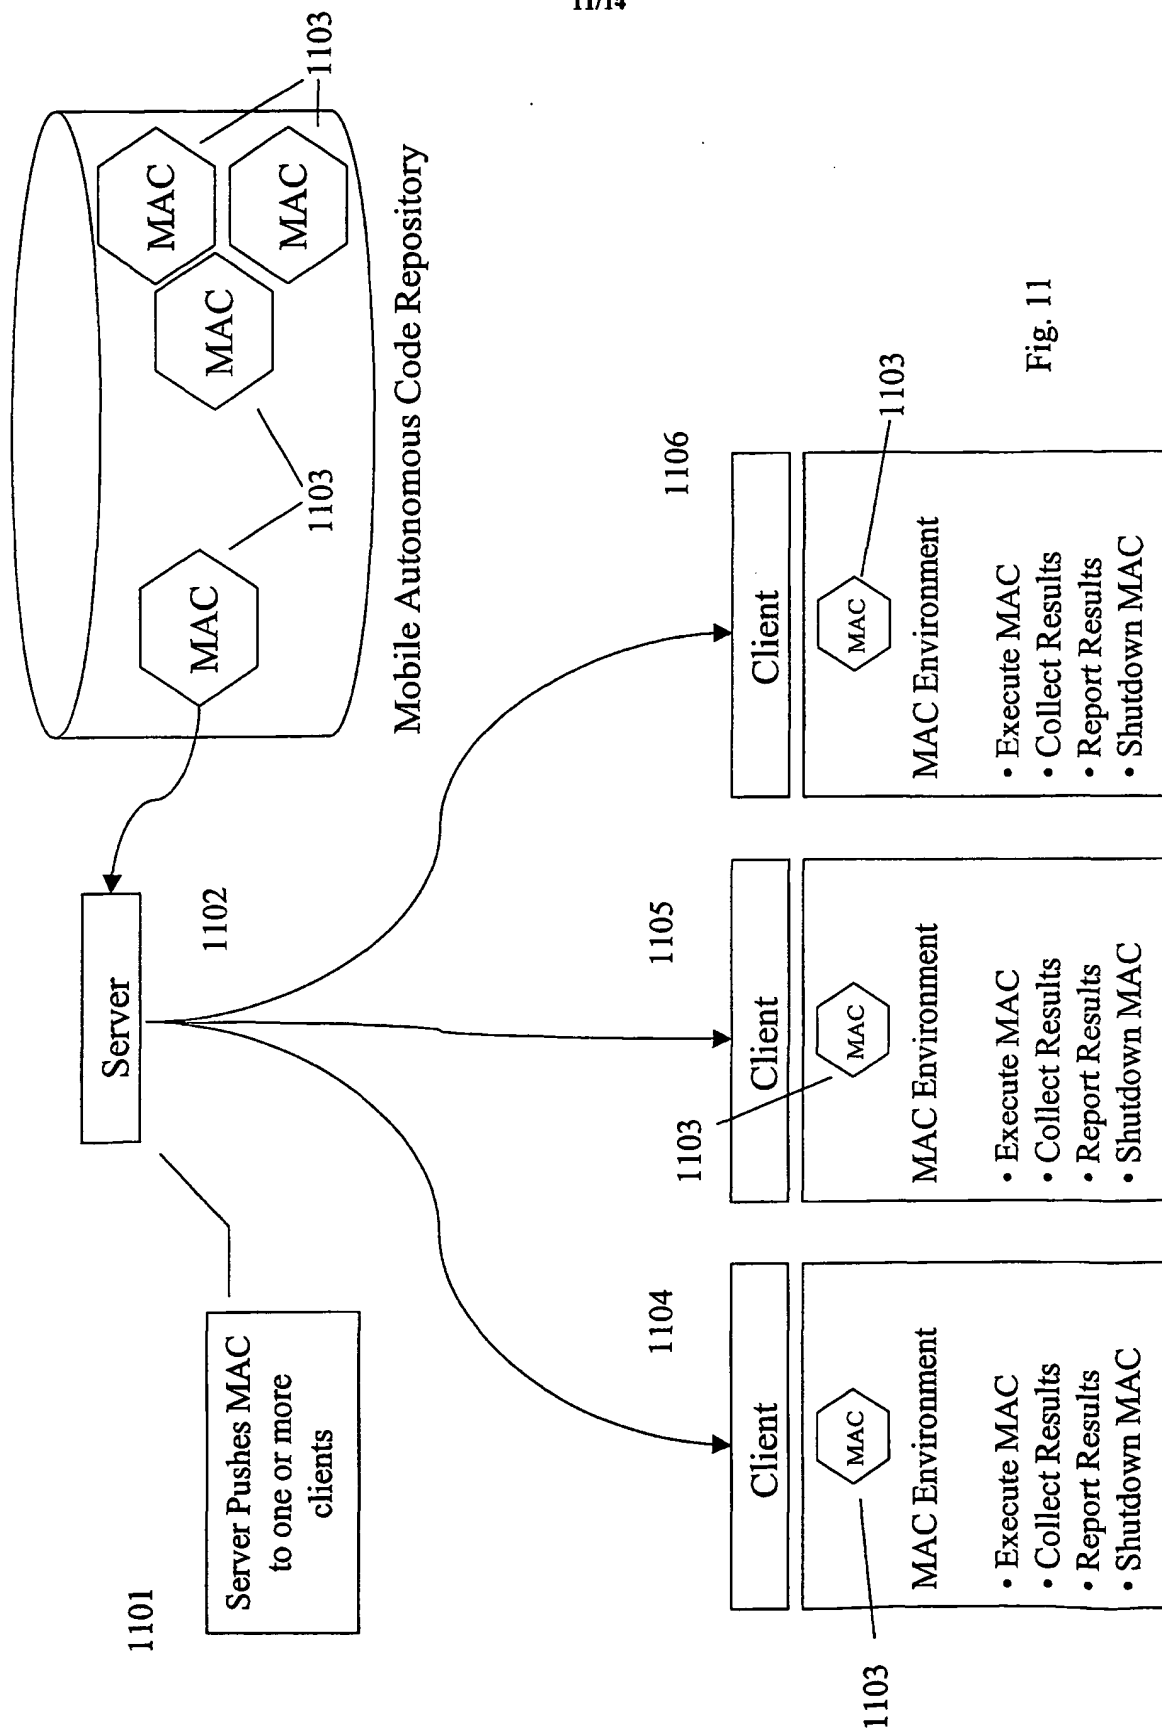 11/14
1101
Server Pushes MAC
to one or more
clients
Server
1102
MAC
MAC
MAC
MAC
1103
1103
Mobile Autonomous Code Repository
1104
Client
1103
MAC
MAC Environment
• Execute MAC
• Collect Results
• Report Results
• Shutdown MAC
1105
Client
1103
MAC
MAC Environment
• Execute MAC
• Collect Results
• Report Results
• Shutdown MAC
1106
Client
1103
MAC
MAC Environment
• Execute MAC
• Collect Results
• Report Results
• Shutdown MAC
Fig. 11